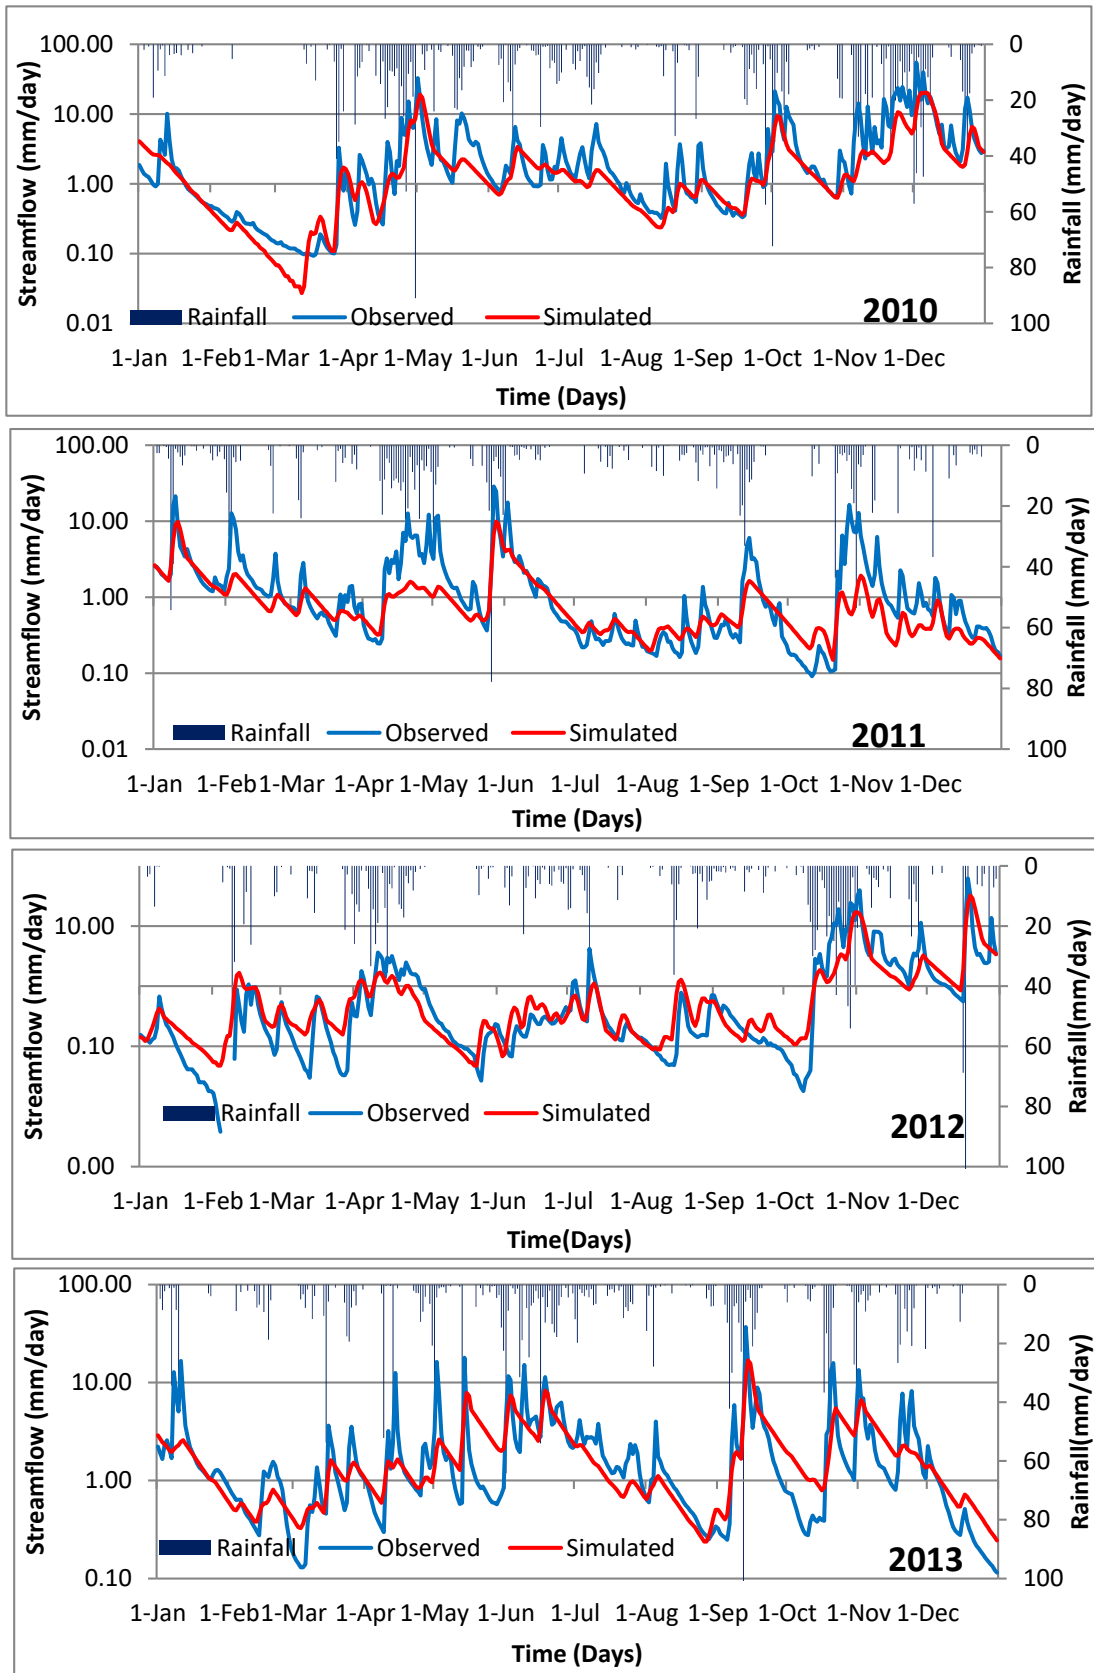 100.00
10.00
1.00
0.10
0.01
Streamflow (mm/day)
0
20
40
60
80
100
Rainfall (mm/day)
Rainfall Observed Simulated
2010
1-Jan 1-Feb 1-Mar 1-Apr 1-May 1-Jun 1-Jul 1-Aug 1-Sep 1-Oct 1-Nov 1-Dec
Time (Days)
100.00
10.00
1.00
0.10
0.01
Streamflow (mm/day)
0
20
40
60
80
100
Rainfall (mm/day)
Rainfall Observed Simulated
2011
1-Jan 1-Feb 1-Mar 1-Apr 1-May 1-Jun 1-Jul 1-Aug 1-Sep 1-Oct 1-Nov 1-Dec
Time (Days)
10.00
0.10
0.00
Streamflow (mm/day)
0
20
40
60
80
100
Rainfall(mm/day)
Rainfall Observed Simulated
2012
1-Jan 1-Feb 1-Mar 1-Apr 1-May 1-Jun 1-Jul 1-Aug 1-Sep 1-Oct 1-Nov 1-Dec
Time(Days)
100.00
10.00
1.00
0.10
Streamflow (mm/day)
0
20
40
60
80
100
Rainfall(mm/day)
Rainfall Observed Simulated
2013
1-Jan 1-Feb 1-Mar 1-Apr 1-May 1-Jun 1-Jul 1-Aug 1-Sep 1-Oct 1-Nov 1-Dec
Time (Days)